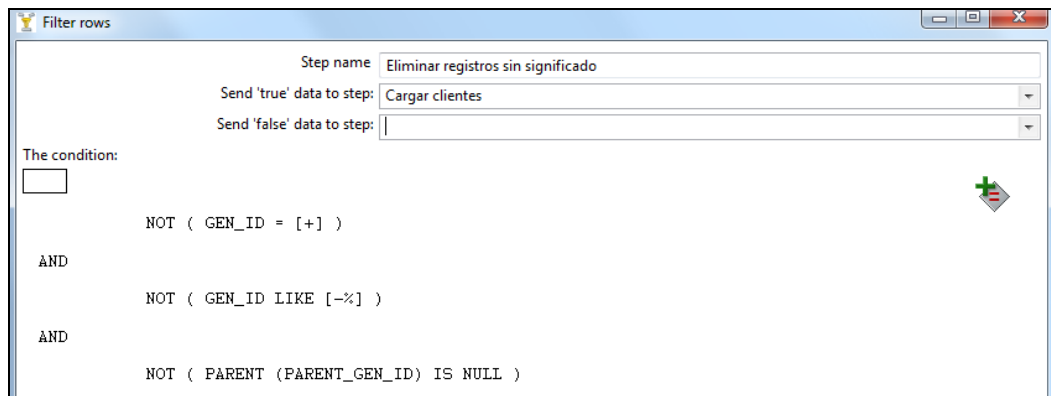 Filter rows
Step name Eliminar registros sin significado
Send 'true' data to step: Cargar clientes
Send 'false' data to step:
The condition:
NOT ( GEN_ID = [+] )
AND
NOT ( GEN_ID LIKE [-%] )
AND
NOT ( PARENT (PARENT_GEN_ID) IS NULL )